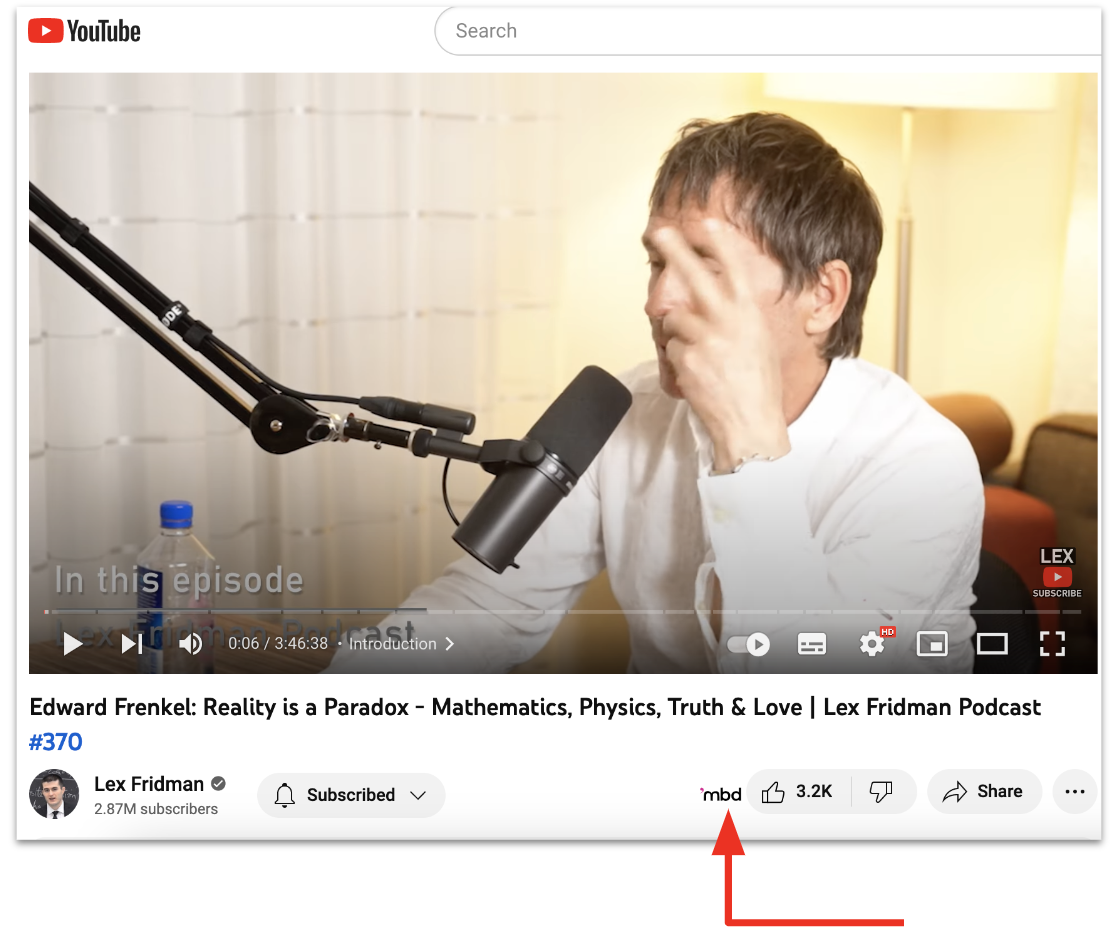 YouTube
Search
ODE
In this episode
Lex Fridman Podcast
LEX
SUBSCRIBE
0:06 / 3:46:38 • Introduction
HD
Edward Frenkel: Reality is a Paradox - Mathematics, Physics, Truth & Love | Lex Fridman Podcast
#370
Lex Fridman
2.87M subscribers
Subscribed
mbd
3.2K
Share